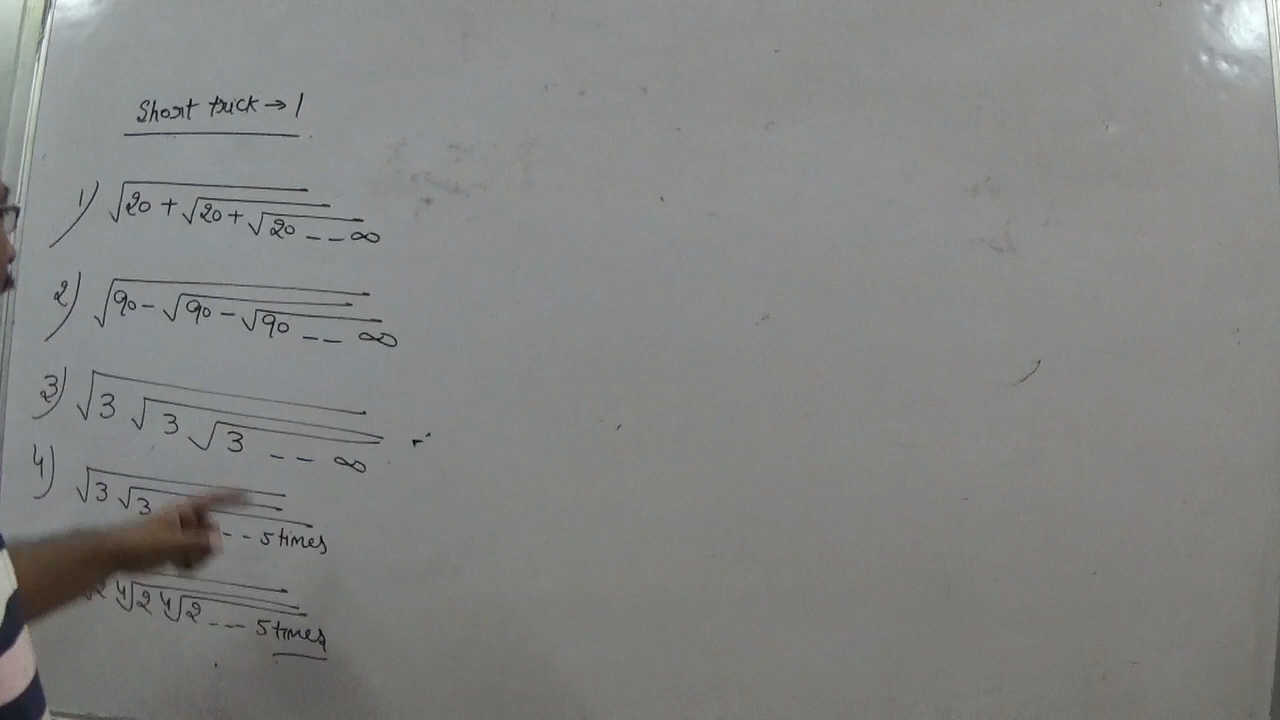 Short trick → 1
1) √20 + √20 + √20 -- ∞
2) √90 - √90 - √90 -- ∞
3) √3 √3 √3 -- ∞
4) √3 √3 -- 5 times
2 ∜2 ∜2 --- 5 times